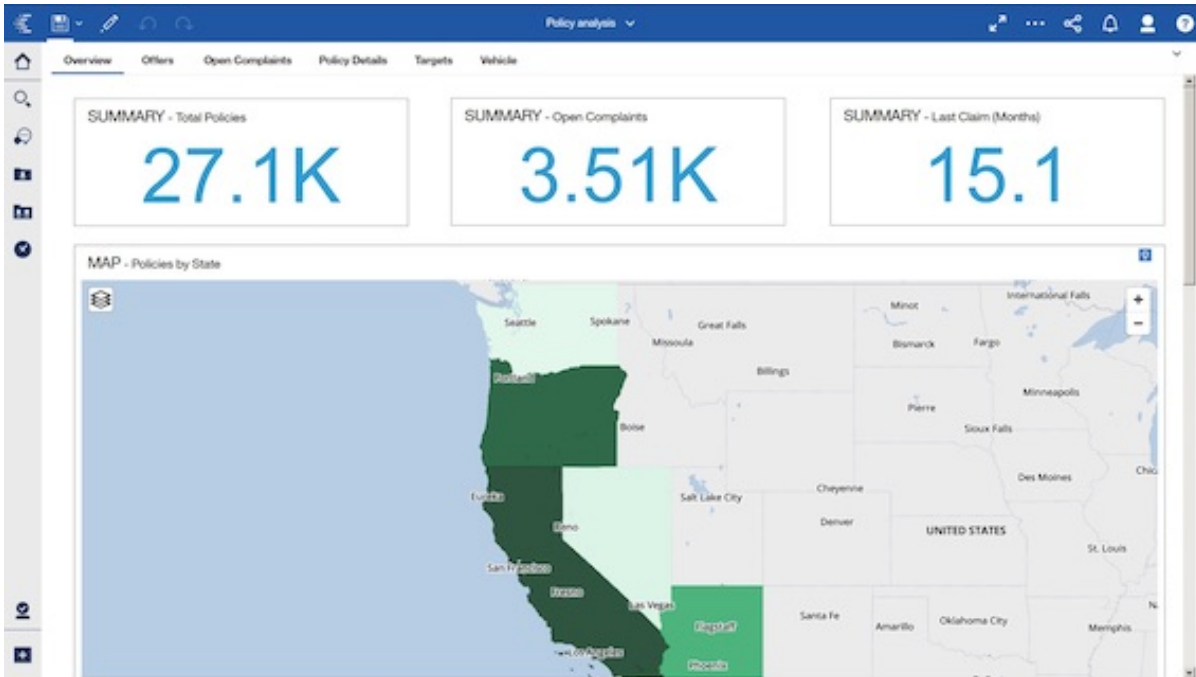 Policy analysis
?
Overview Offers Open Complaints Policy Details Targets Vehicle
SUMMARY - Total Policies
27.1K
SUMMARY - Open Complaints
3.51K
SUMMARY - Last Claim (Months)
15.1
MAP - Policies by State
International Falls
Minot
+
Seattle
Spokane
Great Falls
−
Missoula
Bismarck
Fargo
Billings
Portland
Minneapolis
Pierre
Boise
Sioux Falls
Chic
Des Moines
Eureka
Salt Lake City
Cheyenne
Reno
Denver
UNITED STATES
St. Louis
San Francisco
Fresno
Las Vegas
N
Santa Fe
Flagstaff
Amarillo
Oklahoma City
Memphis
Los Angeles
Phoenix